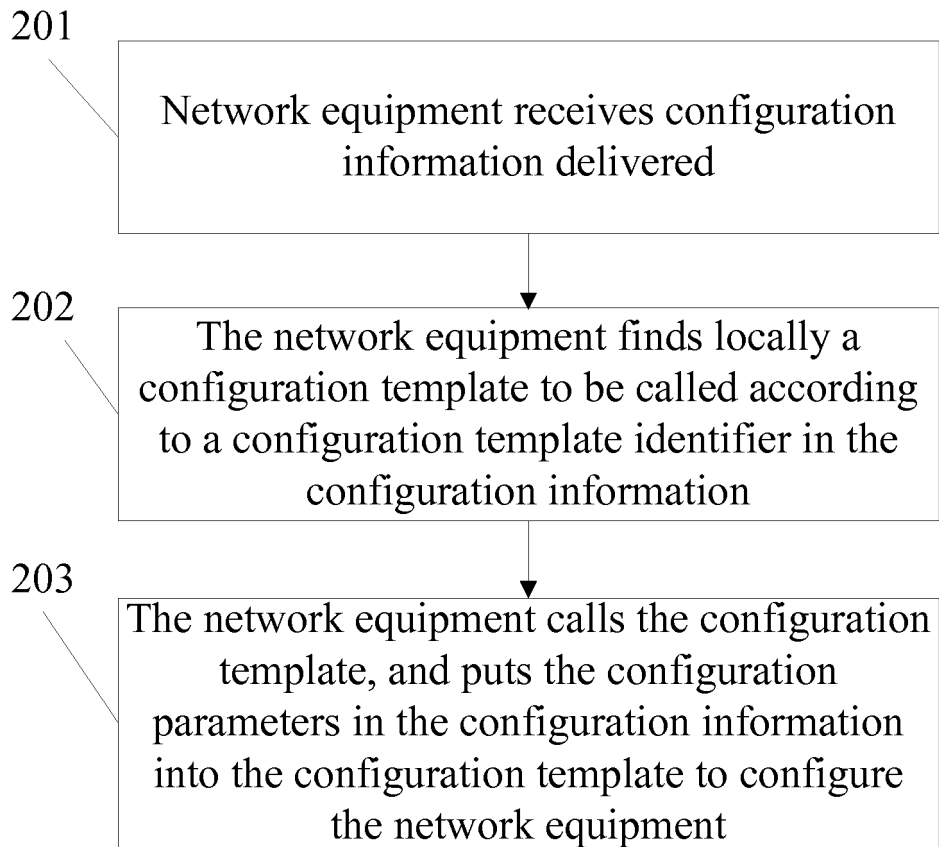 201
Network equipment receives configuration
information delivered
202
The network equipment finds locally a
configuration template to be called according
to a configuration template identifier in the
configuration information
203
The network equipment calls the configuration
template, and puts the configuration
parameters in the configuration information
into the configuration template to configure
the network equipment